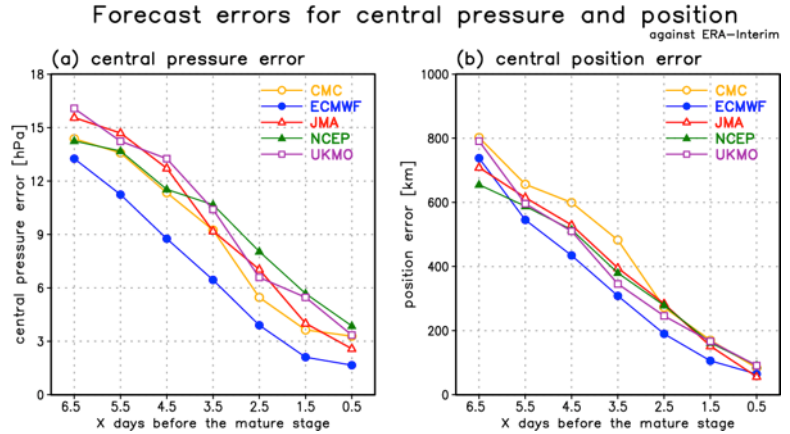 Forecast errors for central pressure and position
against ERA-Interim
(a) central pressure error
(b) central position error
18
15
12
9
6
3
0
central pressure error [hPa]
CMC
ECMWF
JMA
NCEP
UKMO
6.5 5.5 4.5 3.5 2.5 1.5 0.5
X days before the mature stage
1000
800
600
400
200
0
position error [km]
CMC
ECMWF
JMA
NCEP
UKMO
6.5 5.5 4.5 3.5 2.5 1.5 0.5
X days before the mature stage